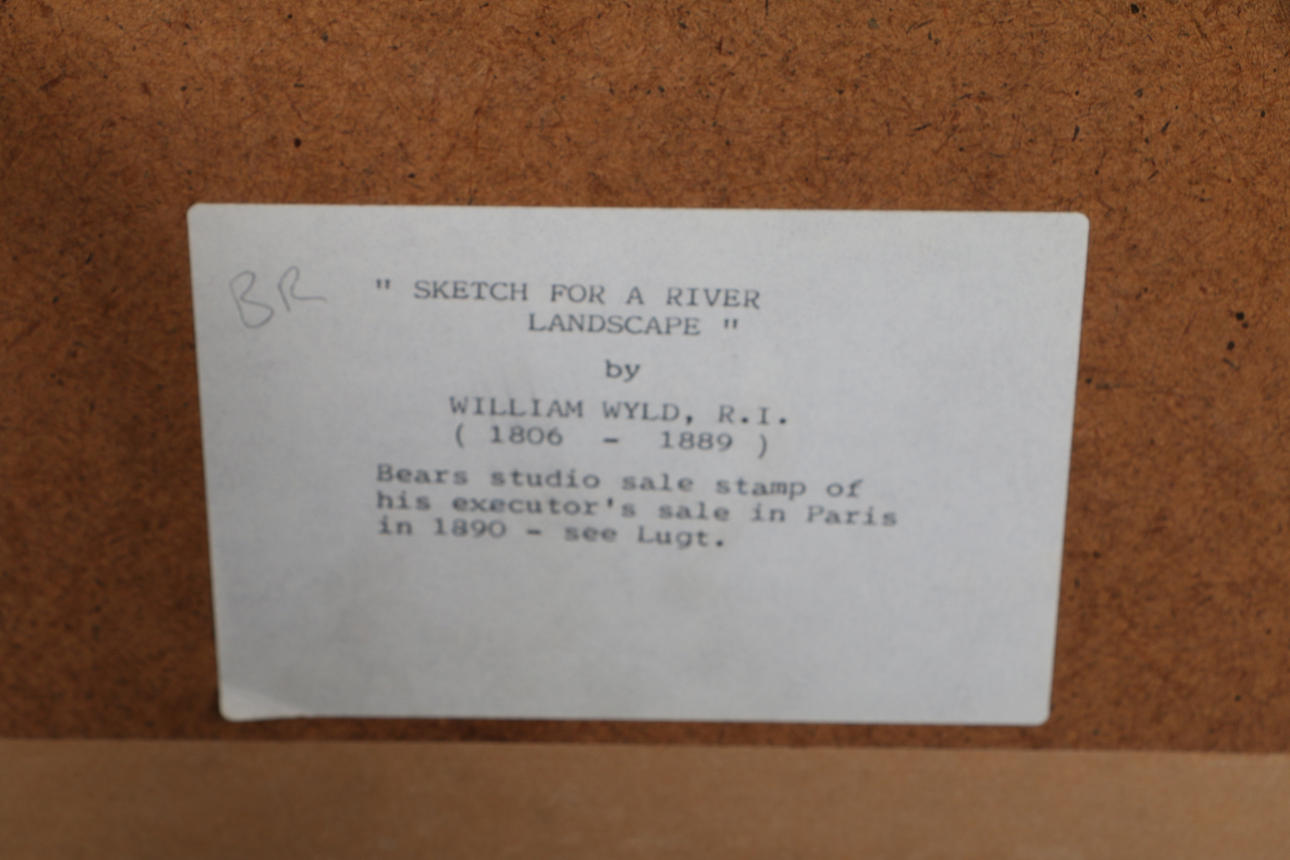 BR
" SKETCH FOR A RIVER
LANDSCAPE "
by
WILLIAM WYLD, R.I.
( 1806 - 1889 )
Bears studio sale stamp of
his executor's sale in Paris
in 1890 - see Lugt.